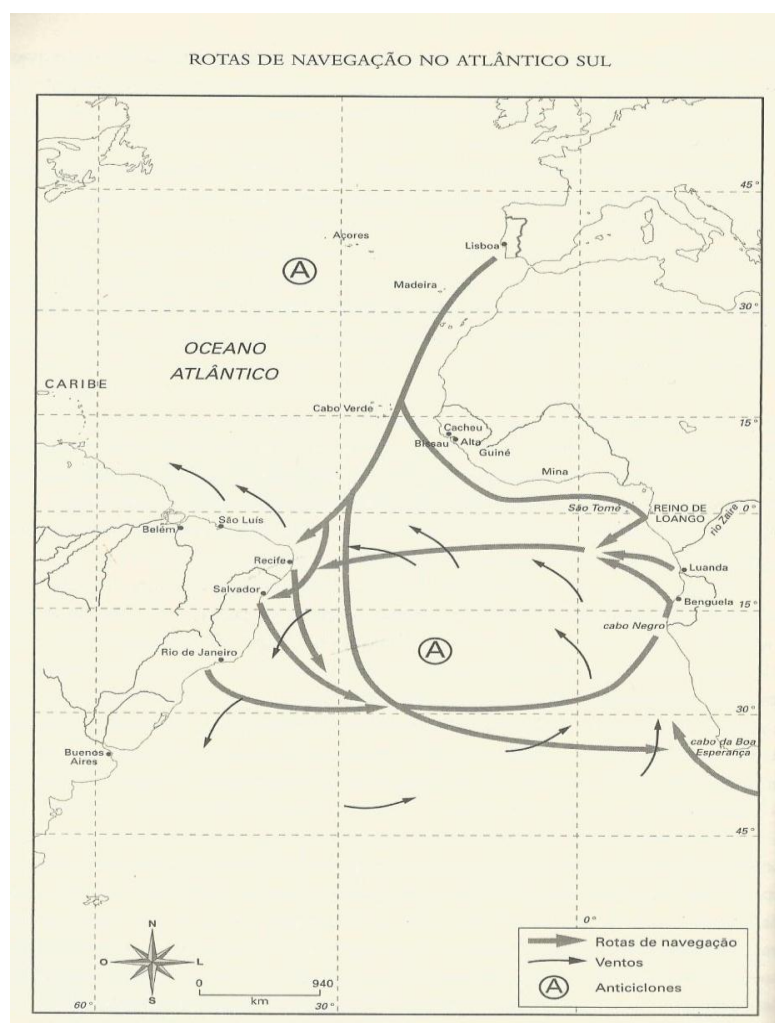 ROTAS DE NAVEGAÇÃO NO ATLÂNTICO SUL
45°
Açores
Lisboa
A
Madeira
30°
OCEANO
ATLÂNTICO
CARIBE
Cabo Verde
15°
Cacheu
Bissau
Alta
Guiné
Mina
São Tomé
0°
REINO DE
LOANGO
rio Zaire
Belém
São Luís
Recife
Luanda
Salvador
Benguela
15°
cabo Negro
Rio de Janeiro
A
30°
Buenos
Aires
cabo da Boa
Esperança
45°
0°
N
O
L
S
0
940
km
60°
30°
Rotas de navegação
Ventos
A
Anticiclones